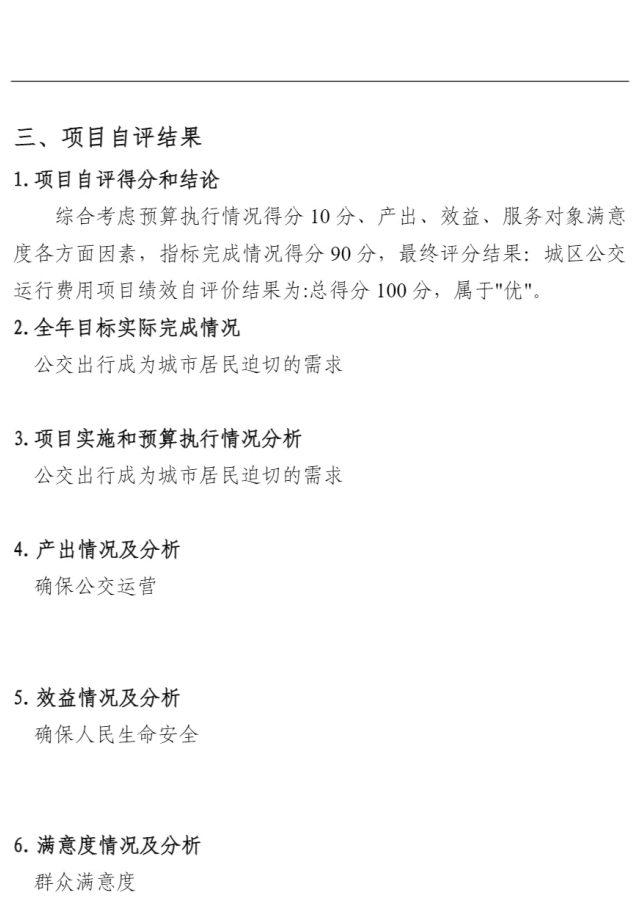 三、项目自评结果
1. 项目自评得分和结论
综合考虑预算执行情况得分 10 分、产出、效益、服务对象满意
度各方面因素，指标完成情况得分 90 分，最终评分结果：城区公交
运行费用项目绩效自评价结果为:总得分 100 分，属于"优"。
2. 全年目标实际完成情况
公交出行成为城市居民迫切的需求
3. 项目实施和预算执行情况分析
公交出行成为城市居民迫切的需求
4. 产出情况及分析
确保公交运营
5. 效益情况及分析
确保人民生命安全
6. 满意度情况及分析
群众满意度